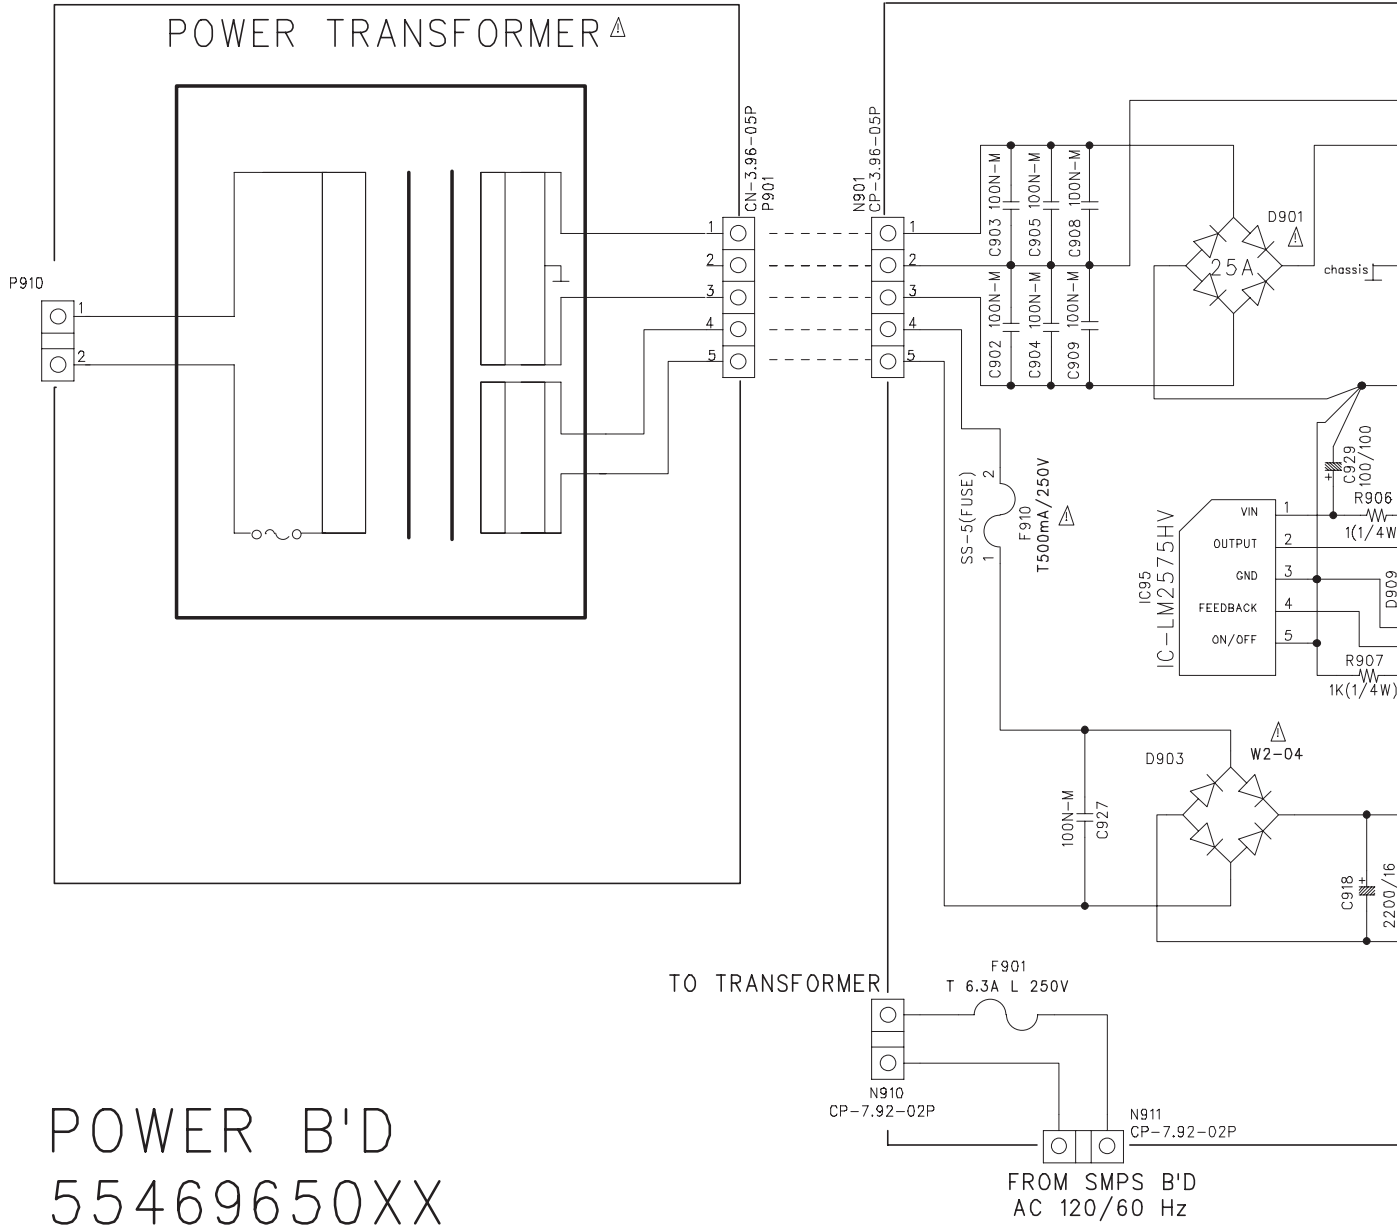 POWER TRANSFORMER
P910
1
2
CN-3.96-05P
P901
1
2
3
4
5
N901
CP-3.96-05P
1
2
3
4
5
C903 100N-M
C905 100N-M
C908 100N-M
C902 100N-M
C904 100N-M
C909 100N-M
D901
25A
chassis
C929
100/100
+
R906
1(1/4W
SS-5(FUSE)
2
1
F910
T500mA/250V
IC95
IC-LM2575HV
VIN 1
OUTPUT 2
GND 3
FEEDBACK 4
ON/OFF 5
D909
R907
1K(1/4W)
D903
W2-04
100N-M
C927
C918
+
2200/16
TO TRANSFORMER
F901
T 6.3A L 250V
N910
CP-7.92-02P
N911
CP-7.92-02P
FROM SMPS B'D
AC 120/60 Hz
POWER B'D
55469650XX